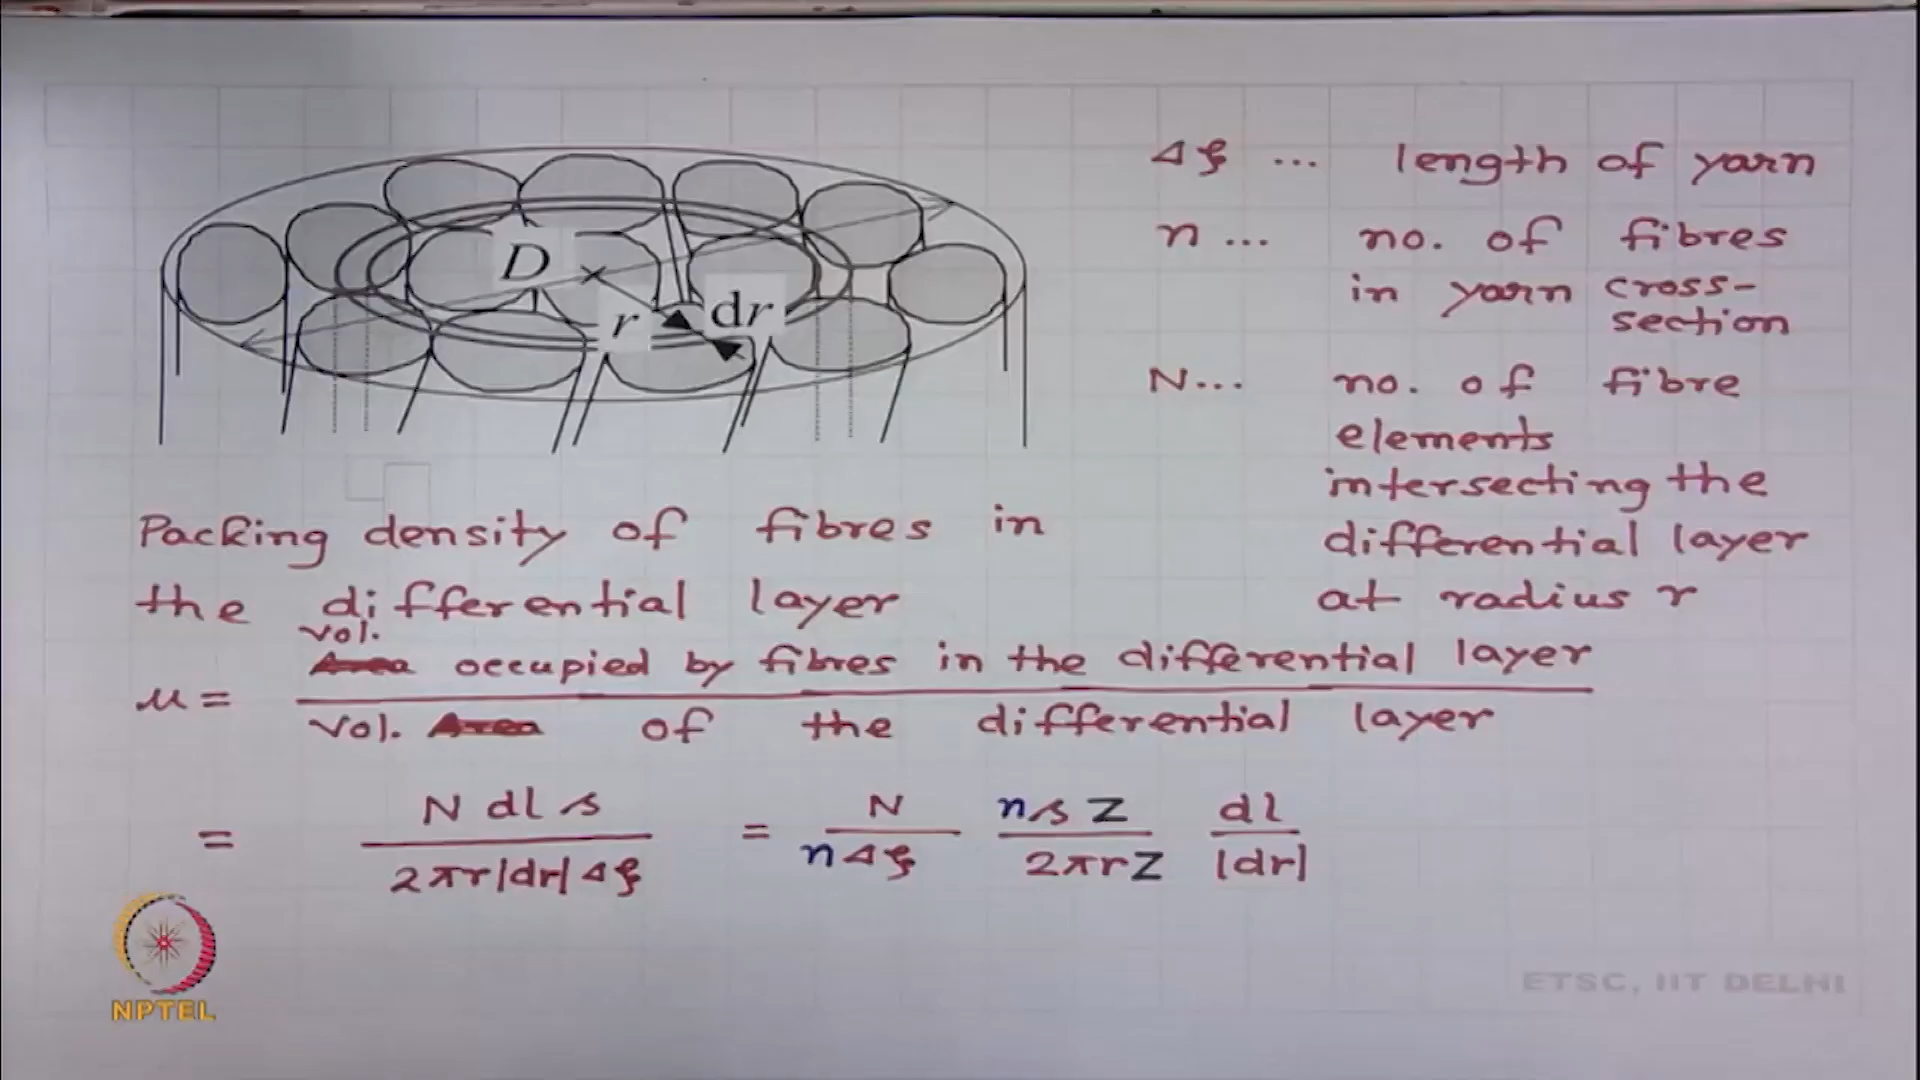 D
r
dr
Δξ ... length of yarn
n ... no. of fibres
in yarn cross-
section
N... no. of fibre
elements
intersecting the
differential layer
at radius r
Packing density of fibres in
the differential layer
vol.
Area occupied by fibres in the differential layer
μ =
vol. Area of the differential layer
= N dl s / 2πr|dr|Δξ = N / nΔξ nsZ / 2πrZ dl / |dr|
NPTEL
ETSC, IIT DELHI